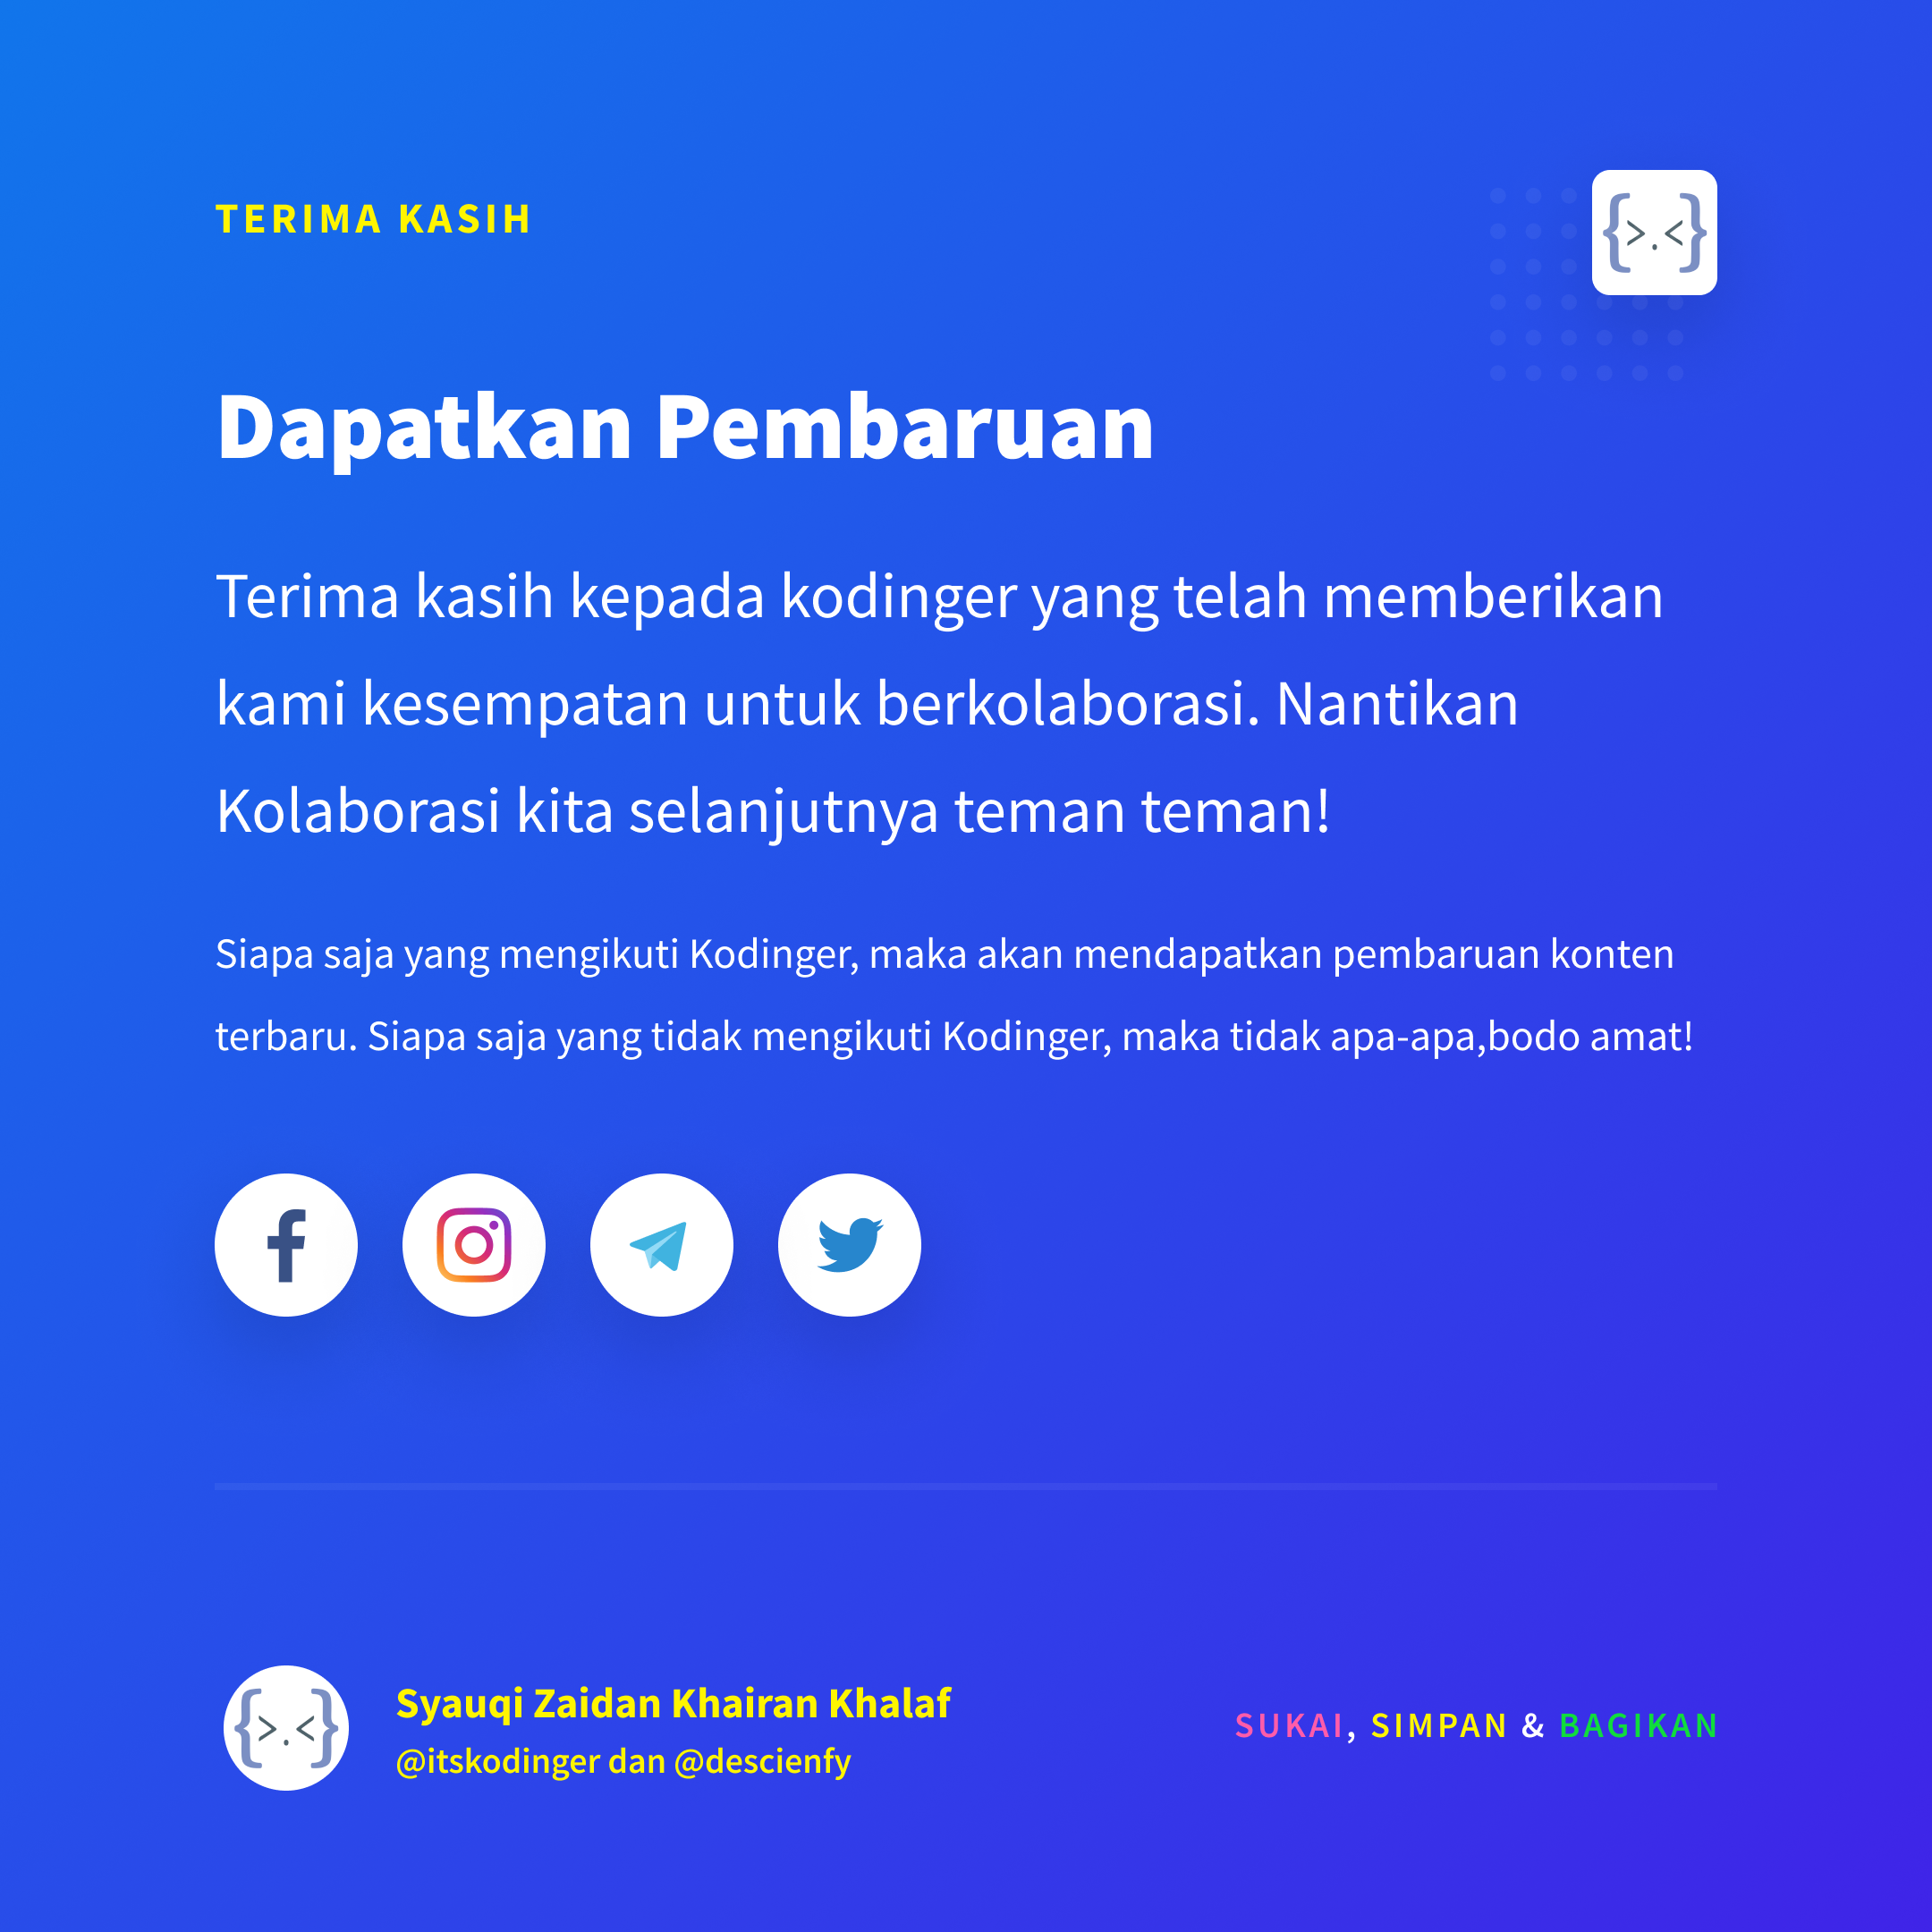 TERIMA KASIH
{>.<}
Dapatkan Pembaruan
Terima kasih kepada kodinger yang telah memberikan
kami kesempatan untuk berkolaborasi. Nantikan
Kolaborasi kita selanjutnya teman teman!
Siapa saja yang mengikuti Kodinger, maka akan mendapatkan pembaruan konten
terbaru. Siapa saja yang tidak mengikuti Kodinger, maka tidak apa-apa,bodo amat!
{>.<}
Syauqi Zaidan Khairan Khalaf
@itskodinger dan @descienfy
SUKAI, SIMPAN & BAGIKAN